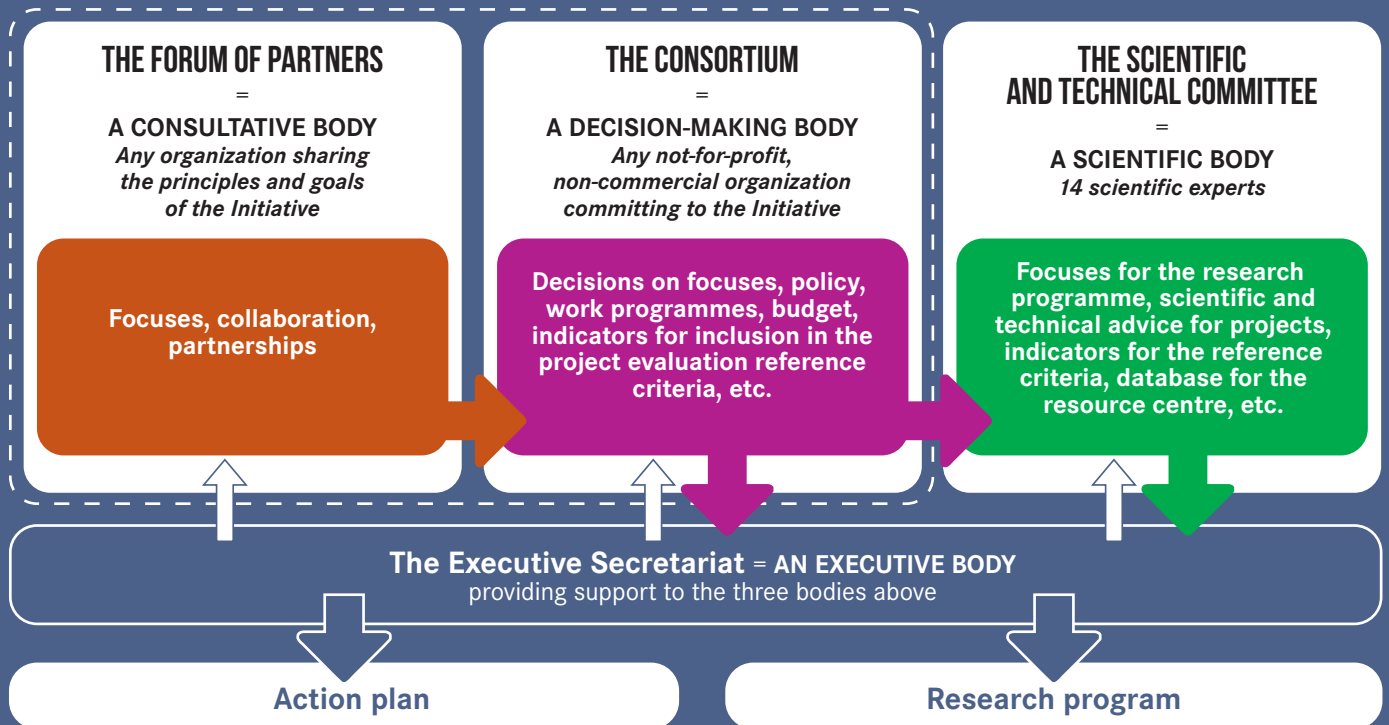 THE FORUM OF PARTNERS
=
A CONSULTATIVE BODY
Any organization sharing
the principles and goals
of the Initiative
Focuses, collaboration,
partnerships
THE CONSORTIUM
=
A DECISION-MAKING BODY
Any not-for-profit,
non-commercial organization
committing to the Initiative
Decisions on focuses, policy,
work programmes, budget,
indicators for inclusion in the
project evaluation reference
criteria, etc.
THE SCIENTIFIC
AND TECHNICAL COMMITTEE
=
A SCIENTIFIC BODY
14 scientific experts
Focuses for the research
programme, scientific and
technical advice for projects,
indicators for the reference
criteria, database for the
resource centre, etc.
The Executive Secretariat = AN EXECUTIVE BODY
providing support to the three bodies above
Action plan
Research program